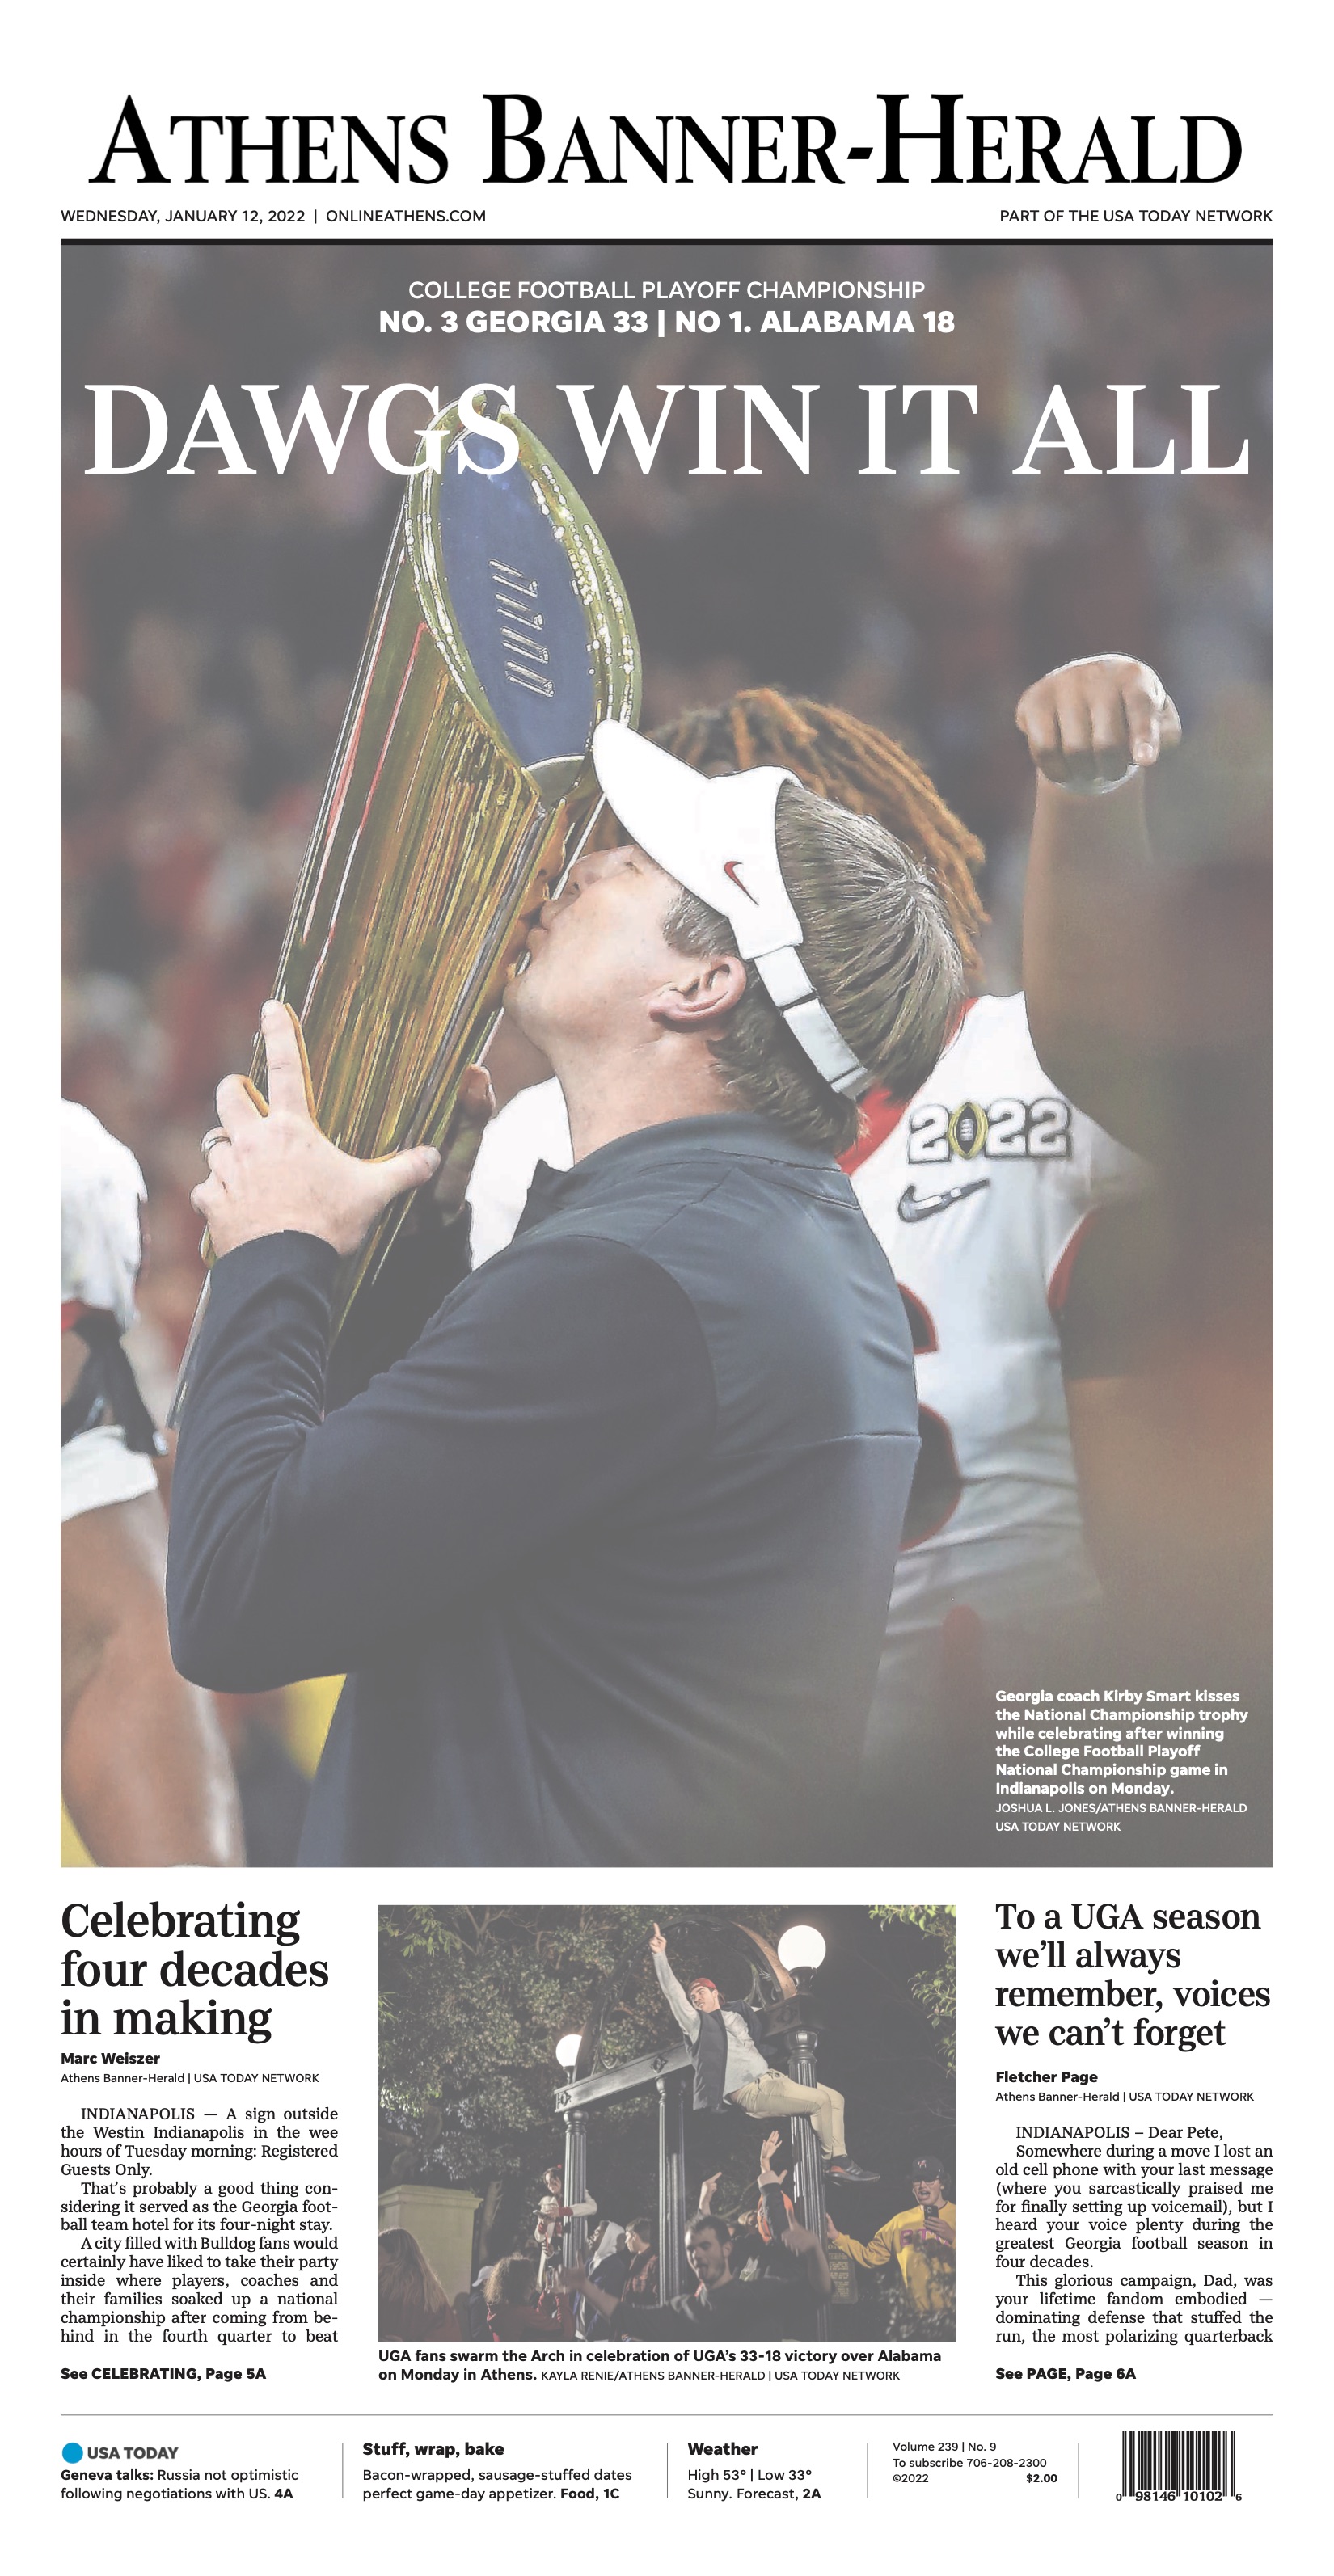 ATHENS BANNER-HERALD
WEDNESDAY, JANUARY 12, 2022 | ONLINEATHENS.COM
PART OF THE USA TODAY NETWORK
COLLEGE FOOTBALL PLAYOFF CHAMPIONSHIP
NO. 3 GEORGIA 33 | NO 1. ALABAMA 18
DAWGS WIN IT ALL
2022
Georgia coach Kirby Smart kisses
the National Championship trophy
while celebrating after winning
the College Football Playoff
National Championship game in
Indianapolis on Monday.
JOSHUA L. JONES/ATHENS BANNER-HERALD
USA TODAY NETWORK
Celebrating
four decades
in making
Marc Weiszer
Athens Banner-Herald | USA TODAY NETWORK
INDIANAPOLIS — A sign outside
the Westin Indianapolis in the wee
hours of Tuesday morning: Registered
Guests Only.
That's probably a good thing con-
sidering it served as the Georgia foot-
ball team hotel for its four-night stay.
A city filled with Bulldog fans would
certainly have liked to take their party
inside where players, coaches and
their families soaked up a national
championship after coming from be-
hind in the fourth quarter to beat
See CELEBRATING, Page 5A
UGA fans swarm the Arch in celebration of UGA's 33-18 victory over Alabama
on Monday in Athens. KAYLA RENIE/ATHENS BANNER-HERALD | USA TODAY NETWORK
To a UGA season
we'll always
remember, voices
we can't forget
Fletcher Page
Athens Banner-Herald | USA TODAY NETWORK
INDIANAPOLIS – Dear Pete,
Somewhere during a move I lost an
old cell phone with your last message
(where you sarcastically praised me
for finally setting up voicemail), but I
heard your voice plenty during the
greatest Georgia football season in
four decades.
This glorious campaign, Dad, was
your lifetime fandom embodied —
dominating defense that stuffed the
run, the most polarizing quarterback
See PAGE, Page 6A
USA TODAY
Geneva talks: Russia not optimistic
following negotiations with US. 4A
Stuff, wrap, bake
Bacon-wrapped, sausage-stuffed dates
perfect game-day appetizer. Food, 1C
Weather
High 53° | Low 33°
Sunny. Forecast, 2A
Volume 239 | No. 9
To subscribe 706-208-2300
©2022 $2.00
0 98146 10102 6